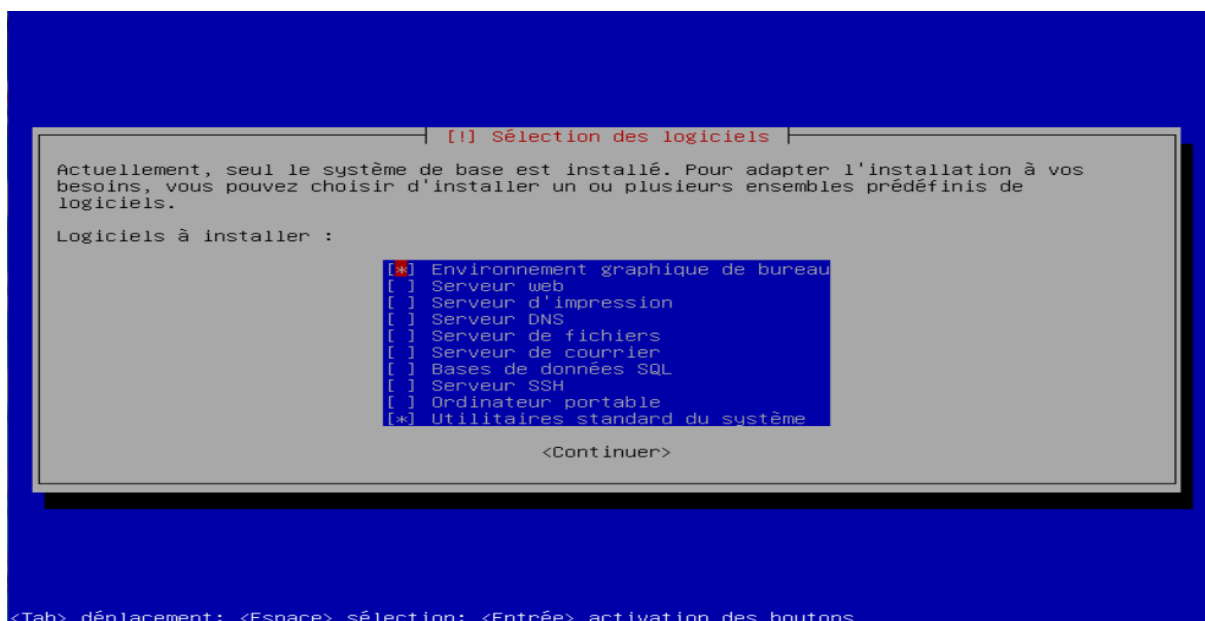 [!] Sélection des logiciels
Actuellement, seul le système de base est installé. Pour adapter l'installation à vos
besoins, vous pouvez choisir d'installer un ou plusieurs ensembles prédéfinis de
logiciels.
Logiciels à installer :
[*] Environnement graphique de bureau
[ ] Serveur web
[ ] Serveur d'impression
[ ] Serveur DNS
[ ] Serveur de fichiers
[ ] Serveur de courrier
[ ] Bases de données SQL
[ ] Serveur SSH
[ ] Ordinateur portable
[*] Utilitaires standard du système
<Continuer>
<Tab> déplacement; <Espace> sélection; <Entrée> activation des boutons